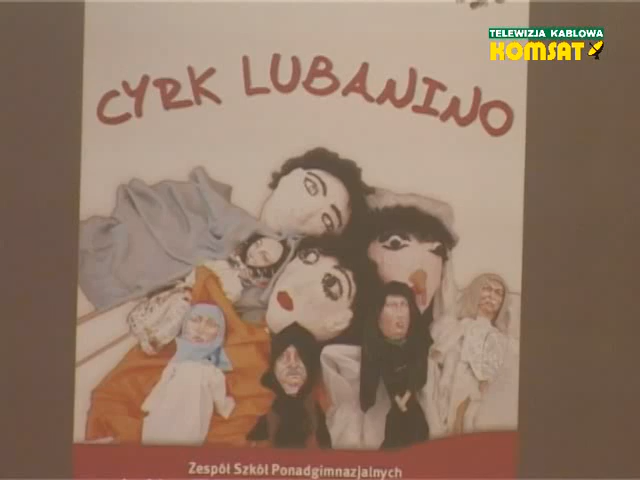 TELEWIZJA KABLOWA
KOMSAT
CYRK LUBANINO
Zespół Szkół Ponadgimnazjalnych